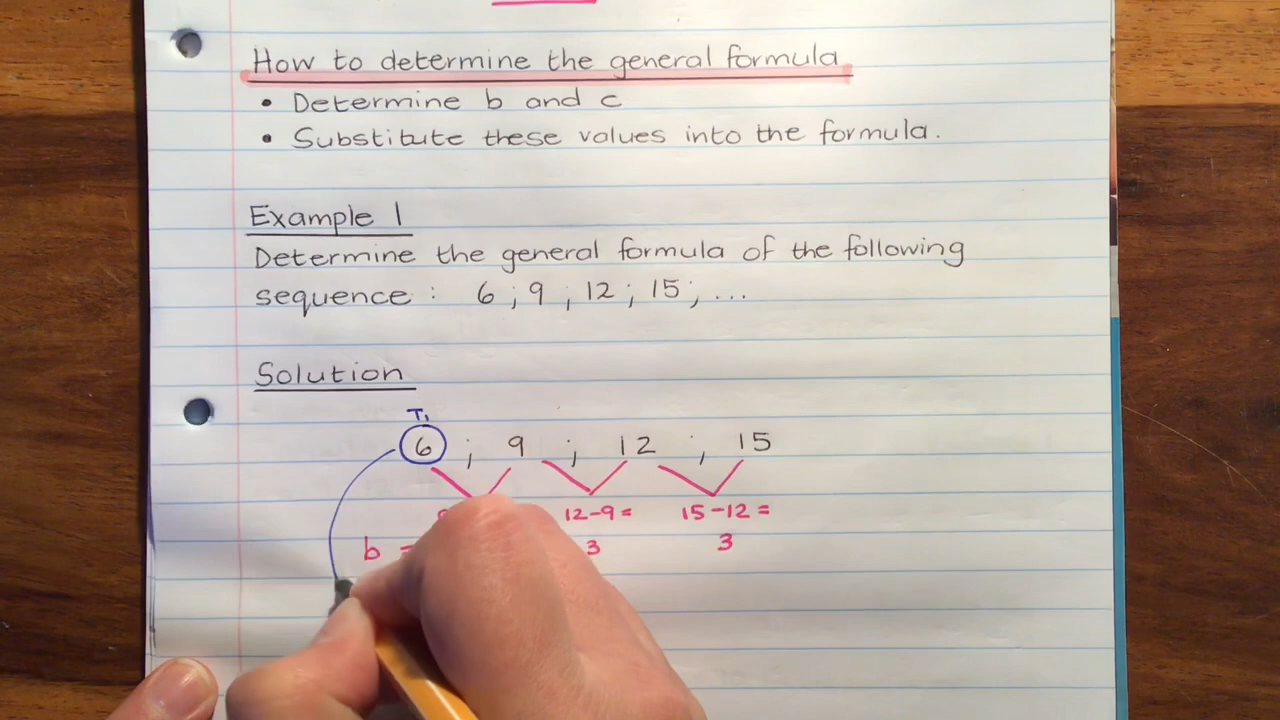 How to determine the general formula
• Determine b and c
• Substitute these values into the formula.
Example 1
Determine the general formula of the following
sequence : 6 ; 9 ; 12 ; 15 ; ...
Solution
T₁
6 ; 9 ; 12 ; 15
12-9= 15-12=
b = 3 3